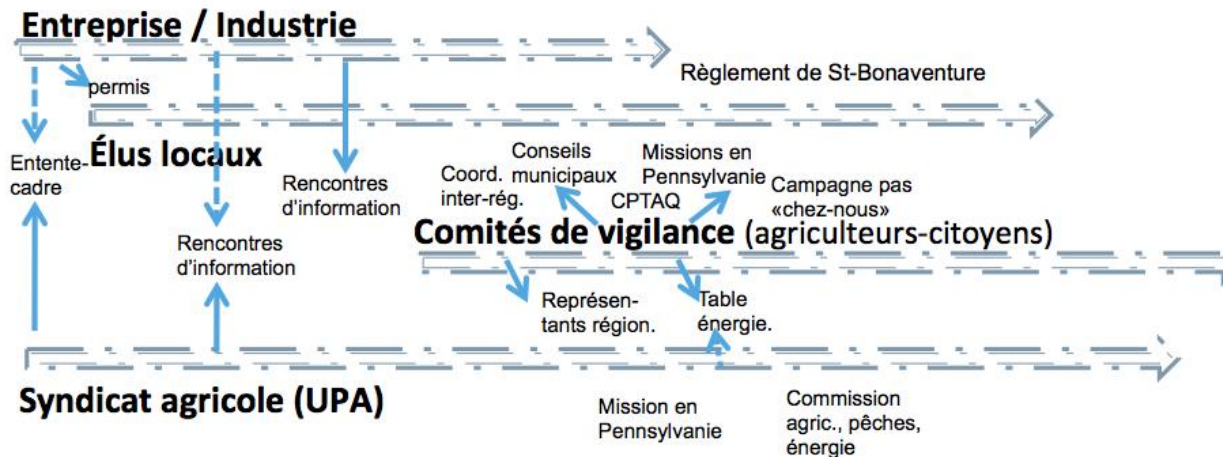 Entreprise / Industrie
permis
Règlement de St-Bonaventure
Élus locaux
Entente-
cadre
Rencontres
d'information
Rencontres
d'information
Coord.
inter-rég.
Conseils
municipaux
CPTAQ
Missions en
Pennsylvanie
Campagne pas
«chez-nous»
Comités de vigilance (agriculteurs-citoyens)
Représen-
tants région.
Table
énergie.
Syndicat agricole (UPA)
Mission en
Pennsylvanie
Commission
agric., pêches,
énergie